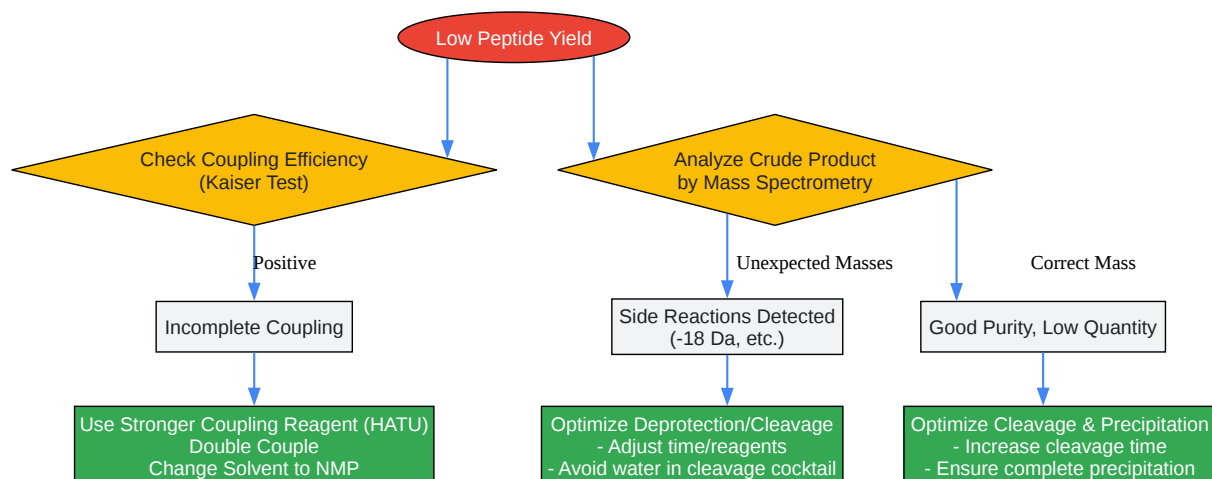 Low Peptide Yield
Check Coupling Efficiency
(Kaiser Test)
Analyze Crude Product
by Mass Spectrometry
Positive
Unexpected Masses
Correct Mass
Incomplete Coupling
Side Reactions Detected
(-18 Da, etc.)
Good Purity, Low Quantity
Use Stronger Coupling Reagent (HATU)
Double Couple
Change Solvent to NMP
Optimize Deprotection/Cleavage
- Adjust time/reagents
- Avoid water in cleavage cocktail
Optimize Cleavage & Precipitation
- Increase cleavage time
- Ensure complete precipitation